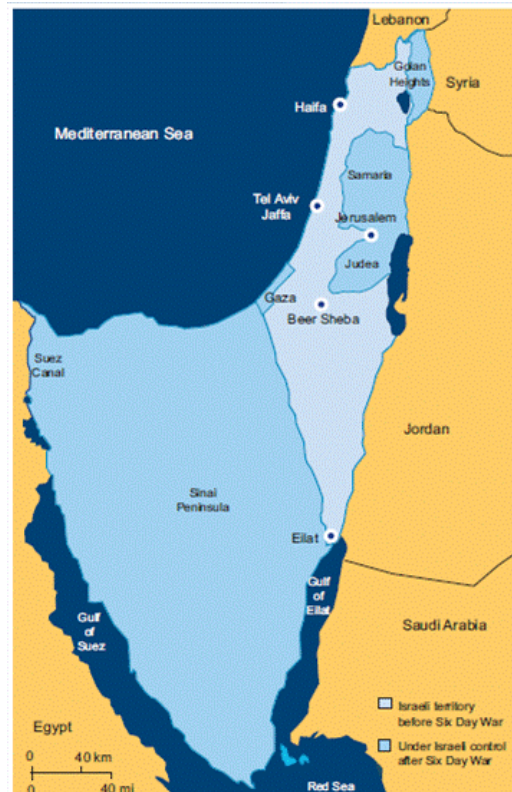 Lebanon
Golan
Heights
Syria
Haifa
Mediterranean Sea
Samaria
Tel Aviv
Jaffa
Jerusalem
Judea
Gaza
Beer Sheba
Suez
Canal
Jordan
Sinai
Peninsula
Eilat
Gulf
of
Eilat
Gulf
of
Suez
Saudi Arabia
Israeli territory
before Six Day War
Egypt
Under Israeli control
after Six Day War
0 40 km
0 40 mi
Red Sea